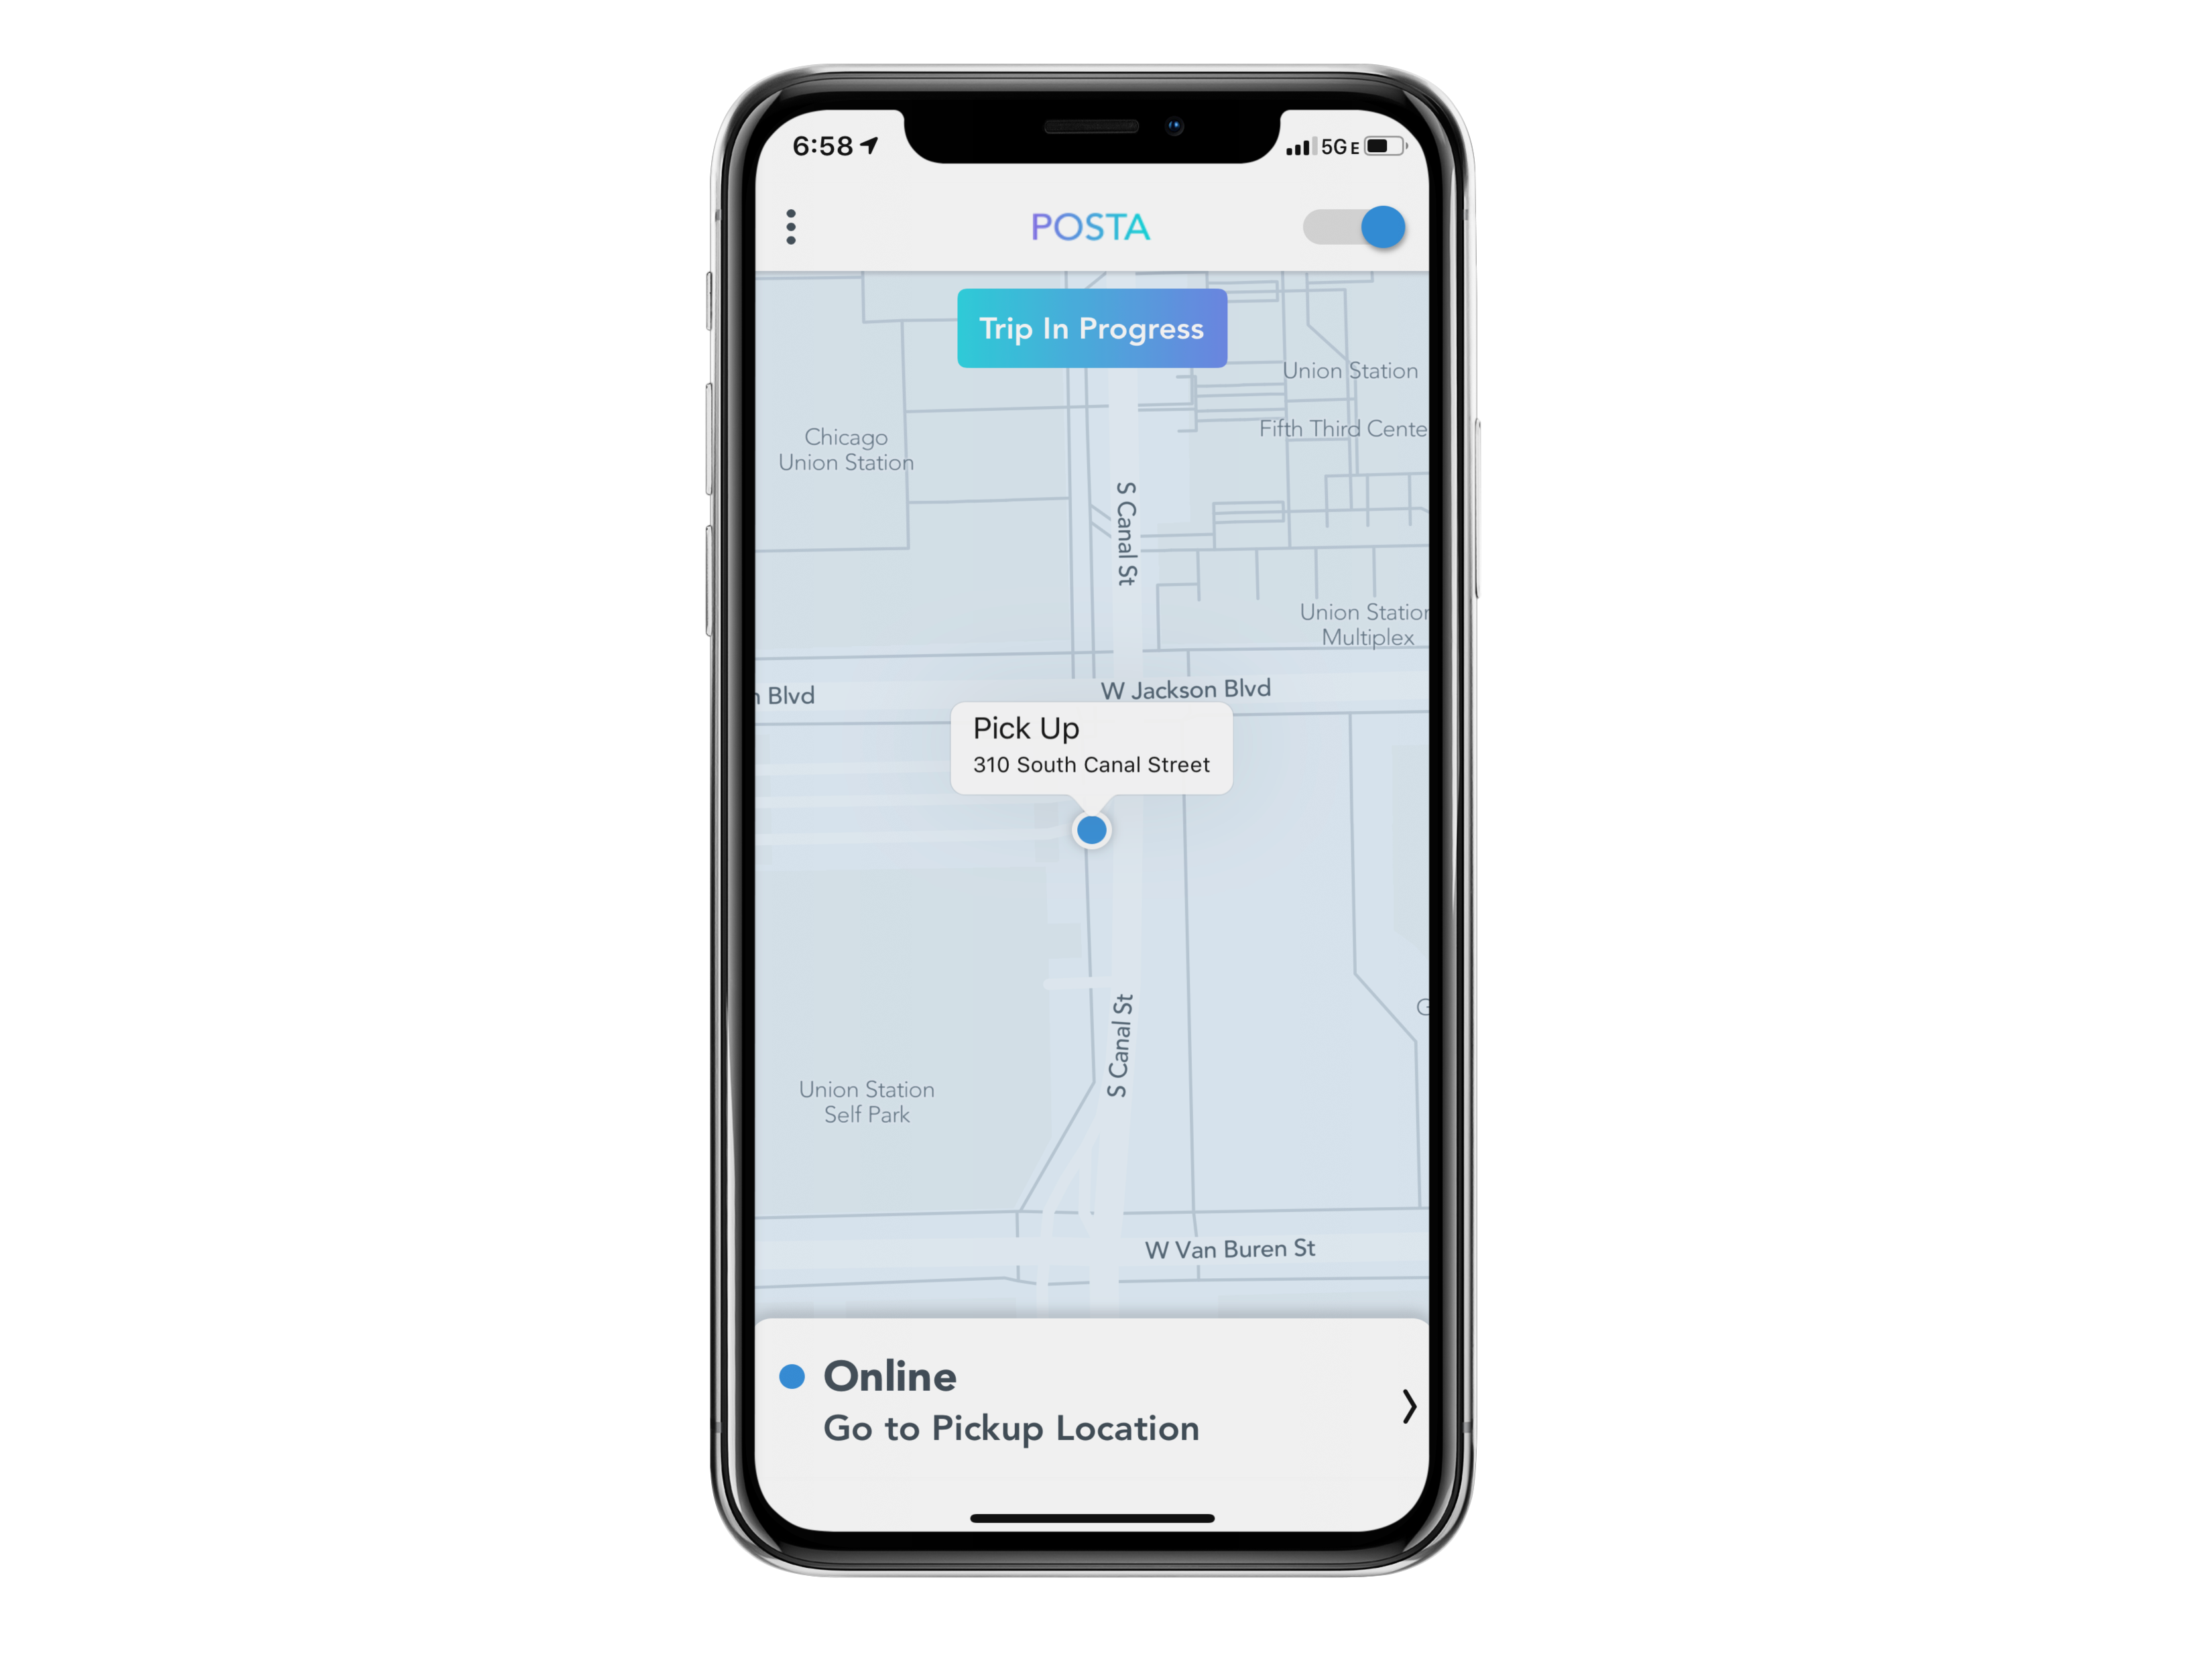 6:58
5GE
POSTA
Trip In Progress
Union Station
Fifth Third Cente
Chicago
Union Station
S Canal St
Union Station
Multiplex
W Jackson Blvd
n Blvd
Pick Up
310 South Canal Street
S Canal St
G
Union Station
Self Park
W Van Buren St
Online
Go to Pickup Location